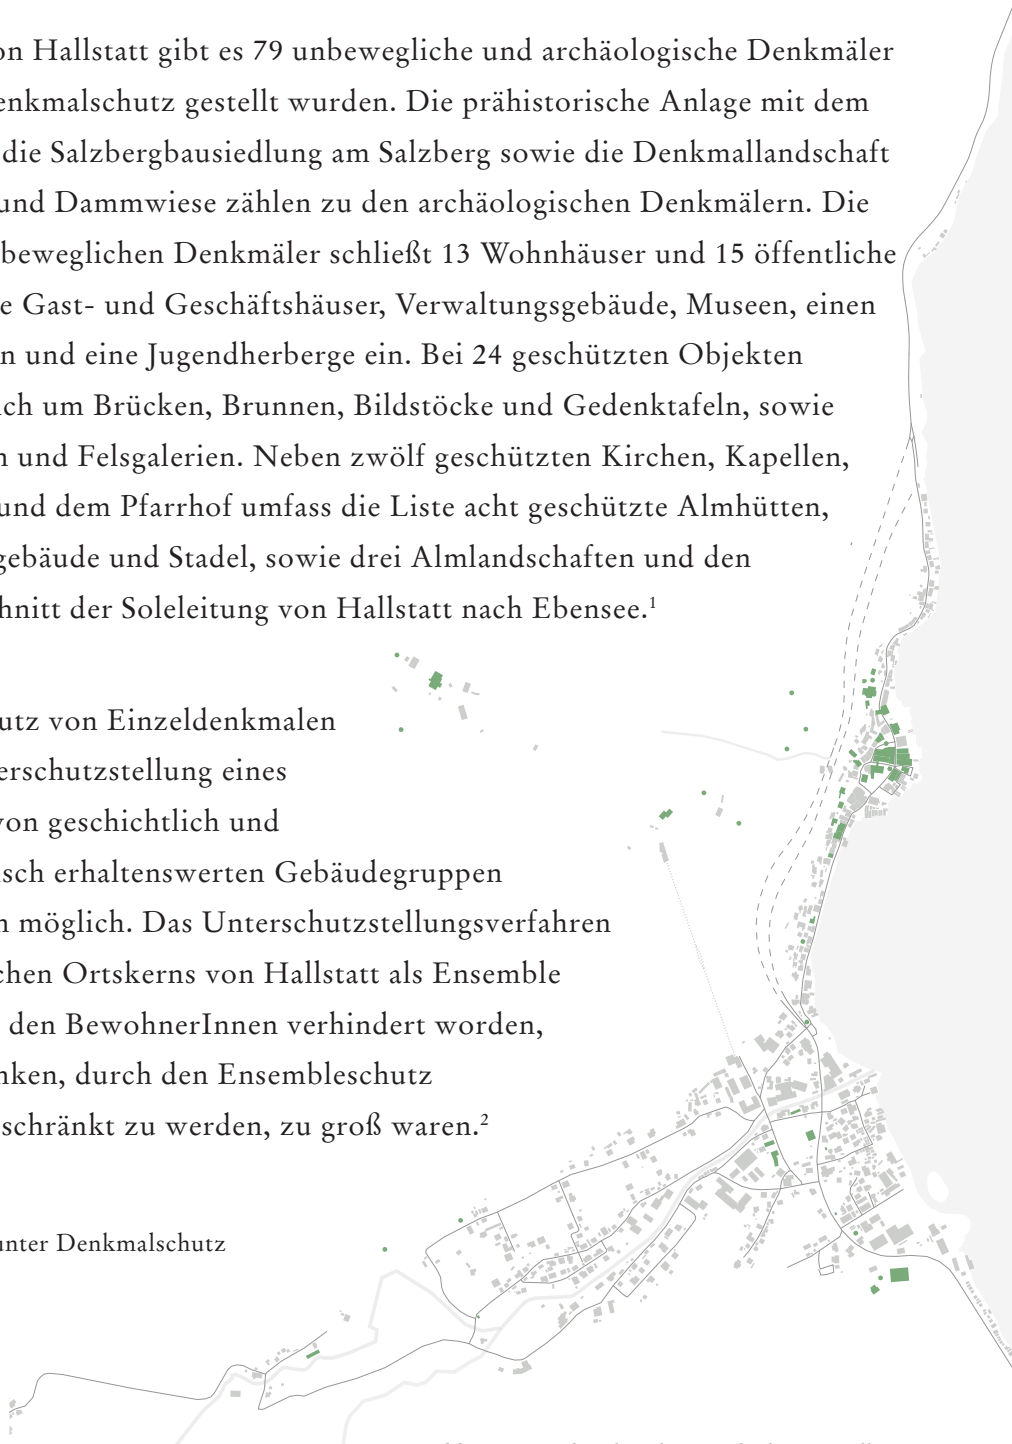 on Hallstatt gibt es 79 unbewegliche und archäologische Denkmäler
enkmalschutz gestellt wurden. Die prähistorische Anlage mit dem
die Salzbergbausiedlung am Salzberg sowie die Denkmallandschaft
und Dammwiese zählen zu den archäologischen Denkmälern. Die
beweglichen Denkmäler schließt 13 Wohnhäuser und 15 öffentliche
e Gast- und Geschäftshäuser, Verwaltungsgebäude, Museen, einen
n und eine Jugendherberge ein. Bei 24 geschützten Objekten
ich um Brücken, Brunnen, Bildstöcke und Gedenktafeln, sowie
n und Felsgalerien. Neben zwölf geschützten Kirchen, Kapellen,
und dem Pfarrhof umfass die Liste acht geschützte Almhütten,
gebäude und Stadel, sowie drei Almlandschaften und den
hnitt der Soleleitung von Hallstatt nach Ebensee.¹
utz von Einzeldenkmalen
erschutzstellung eines
von geschichtlich und
isch erhaltenswerten Gebäudegruppen
n möglich. Das Unterschutzstellungsverfahren
chen Ortskerns von Hallstatt als Ensemble
den BewohnerInnen verhindert worden,
nken, durch den Ensembleschutz
schränkt zu werden, zu groß waren.²
unter Denkmalschutz